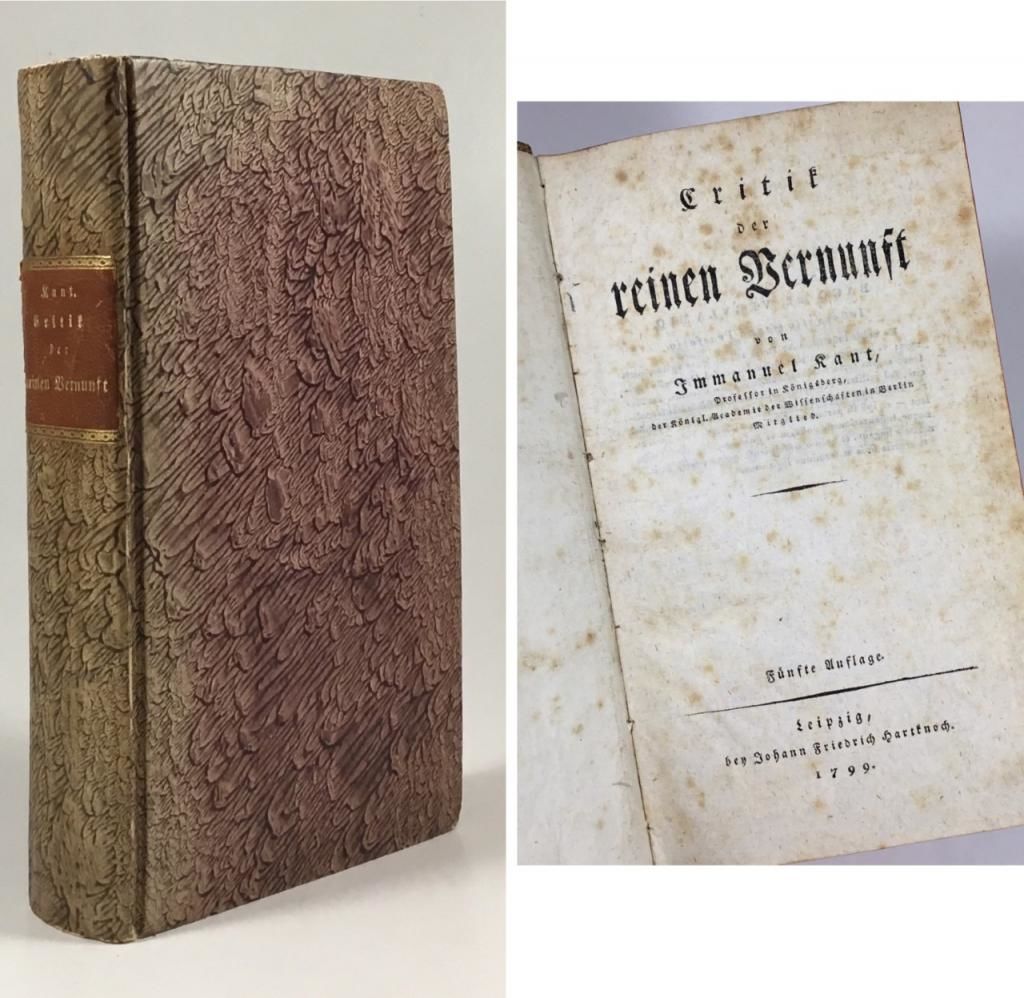 Kant.
Critik
der
reinen Vernunft
Critik
der
reinen Vernunft
von
Immanuel Kant,
Professor in Königsberg,
der Königl. Academie der Wissenschaften in Berlin
Mitglied.
Fünfte Auflage.
Leipzig,
bey Johann Friedrich Hartknoch.
1799.